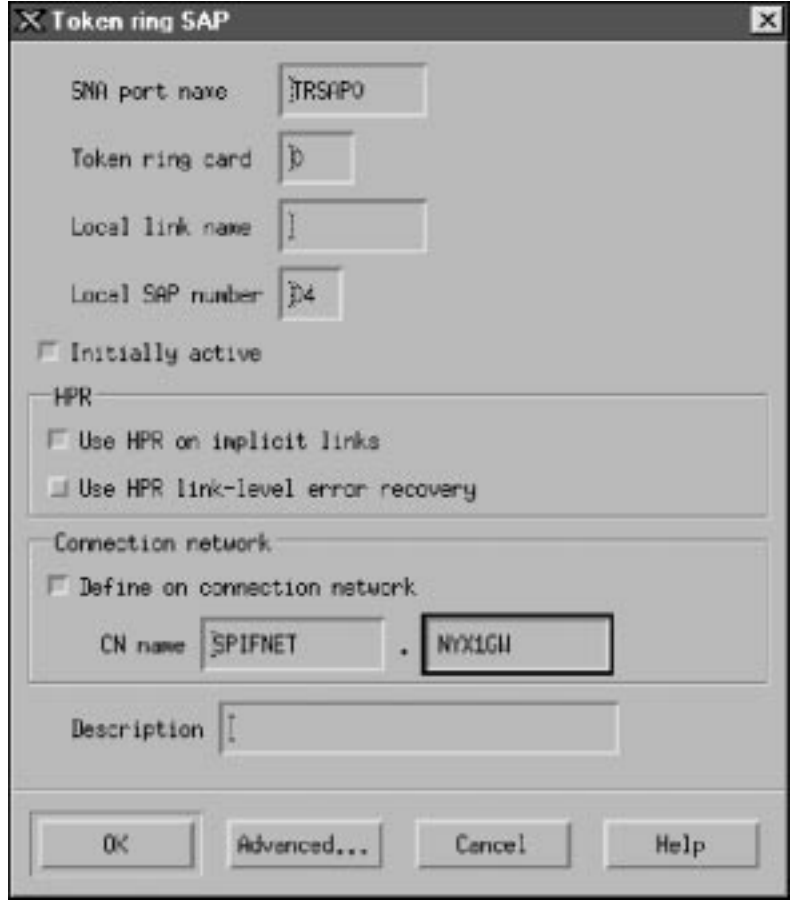 Token ring SAP
SNA port name TRSAP0
Token ring card 0
Local link name
Local SAP number 04
Initially active
HPR
Use HPR on implicit links
Use HPR link-level error recovery
Connection network
Define on connection network
CN name SPIFNET . NYX1GW
Description
OK Advanced... Cancel Help